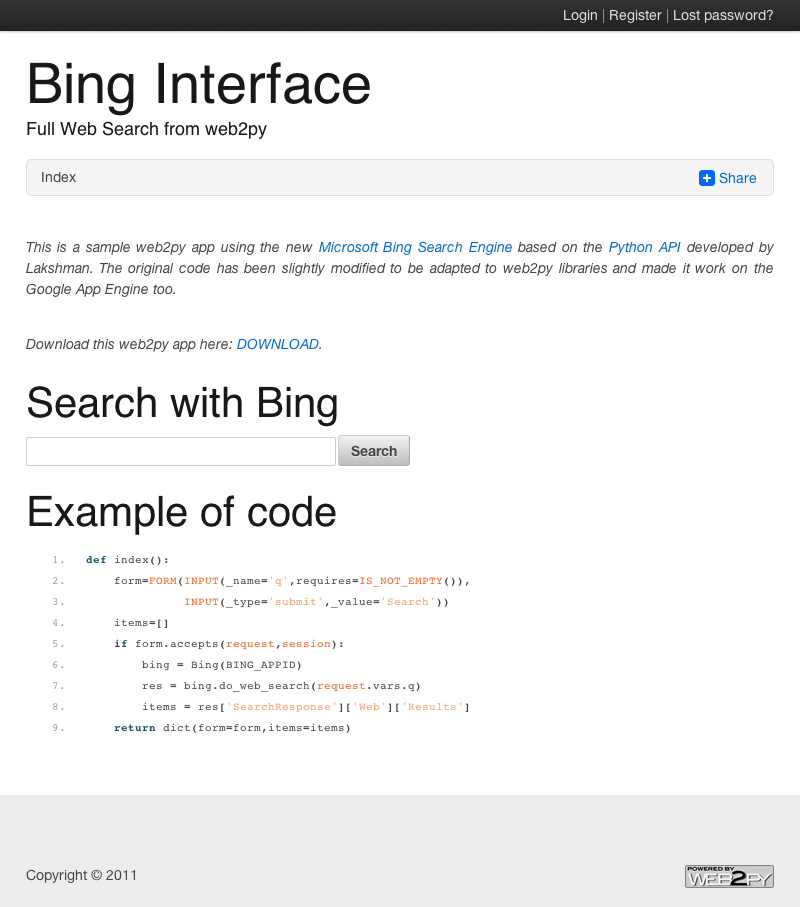 Login | Register | Lost password?
Bing Interface
Full Web Search from web2py
Index
Share
This is a sample web2py app using the new Microsoft Bing Search Engine based on the Python API developed by
Lakshman. The original code has been slightly modified to be adapted to web2py libraries and made it work on the
Google App Engine too.
Download this web2py app here: DOWNLOAD.
Search with Bing
Search
Example of code
1. def index():
2. form=FORM(INPUT(_name='q',requires=IS_NOT_EMPTY()),
3. INPUT(_type='submit',_value='Search'))
4. items=[]
5. if form.accepts(request,session):
6. bing = Bing(BING_APPID)
7. res = bing.do_web_search(request.vars.q)
8. items = res['SearchResponse']['Web']['Results']
9. return dict(form=form,items=items)
Copyright © 2011
POWERED BY
WEB2PY